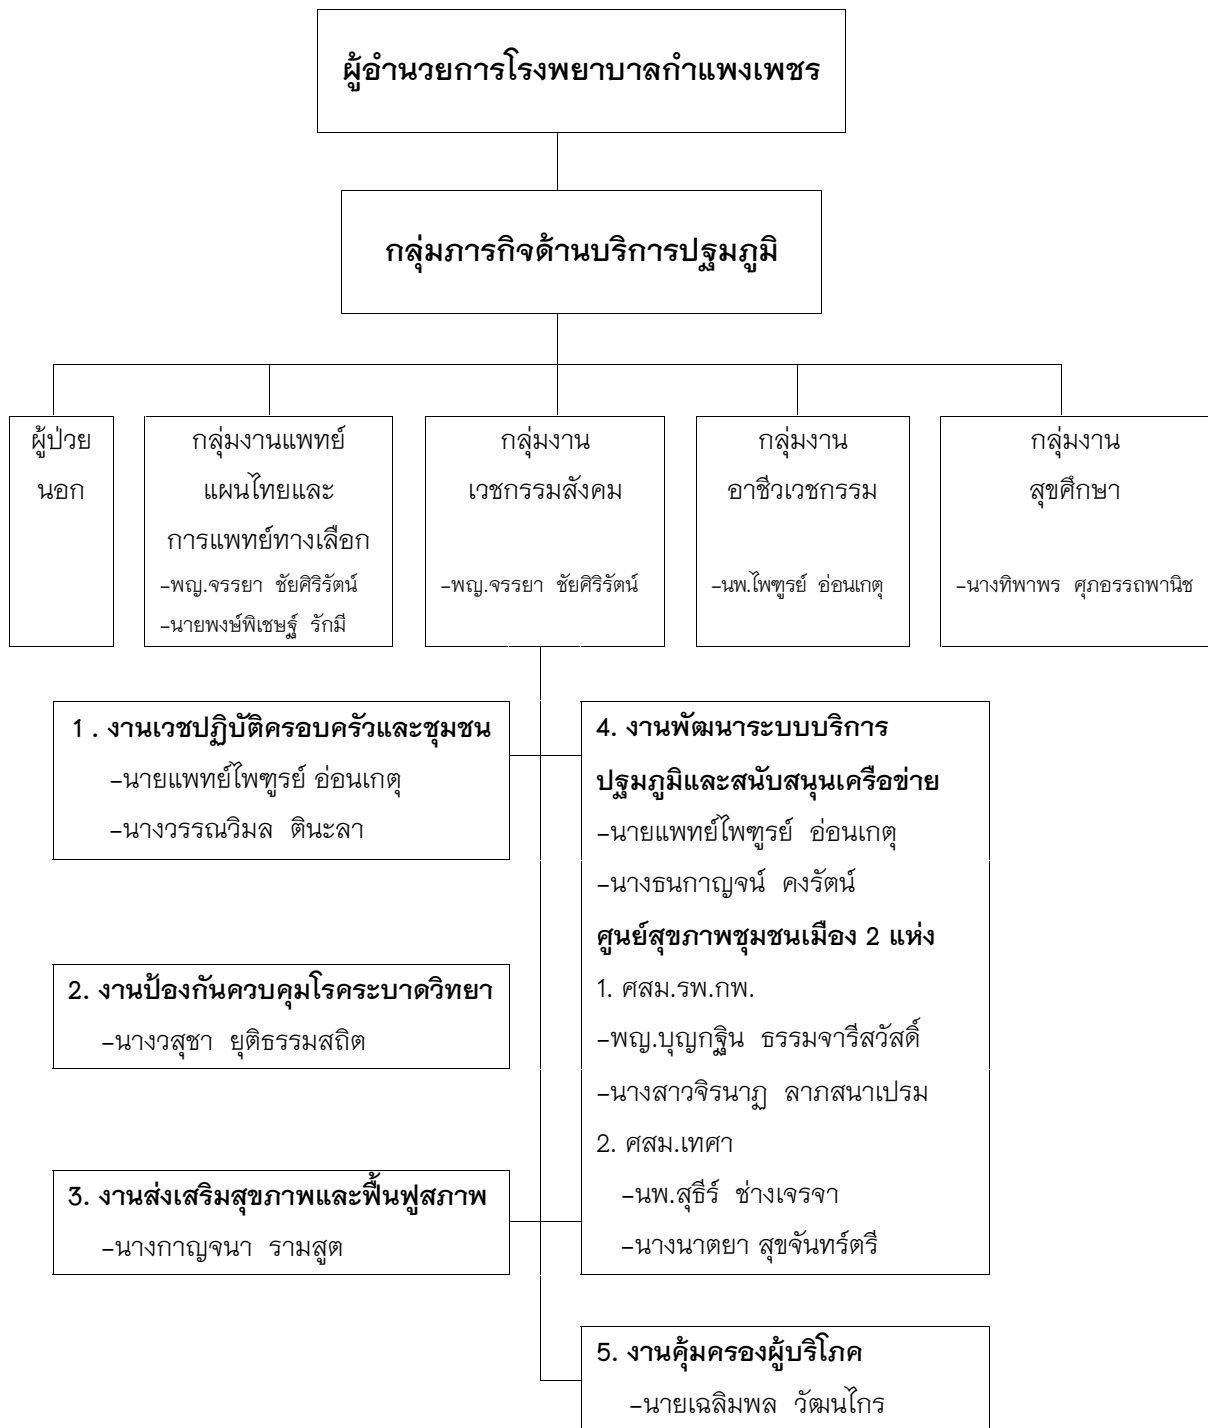 ผู้อำนวยการโรงพยาบาลกำแพงเพชร
กลุ่มภารกิจด้านบริการปฐมภูมิ
ผู้ป่วย
นอก
กลุ่มงานแพทย์
แผนไทยและ
การแพทย์ทางเลือก
-พญ.จรรยา ชัยศิริรัตน์
-นายพงษ์พิเชษฐ์ รักมี
กลุ่มงาน
เวชกรรมสังคม
-พญ.จรรยา ชัยศิริรัตน์
กลุ่มงาน
อาชีวเวชกรรม
-นพ.ไพฑูรย์ อ่อนเกตุ
กลุ่มงาน
สุขศึกษา
-นางทิพาพร ศุภอรรถพานิช
1 . งานเวชปฏิบัติครอบครัวและชุมชน
-นายแพทย์ไพฑูรย์ อ่อนเกตุ
-นางวรรณวิมล ตินะลา
2. งานป้องกันควบคุมโรคระบาดวิทยา
-นางวสุชา ยุติธรรมสถิต
3. งานส่งเสริมสุขภาพและฟื้นฟูสภาพ
-นางกาญจนา รามสูต
4. งานพัฒนาระบบบริการ
ปฐมภูมิและสนับสนุนเครือข่าย
-นายแพทย์ไพฑูรย์ อ่อนเกตุ
-นางธนกาญจน์ คงรัตน์
ศูนย์สุขภาพชุมชนเมือง 2 แห่ง
1. ศสม.รพ.กพ.
-พญ.บุญกฐิน ธรรมจารีสวัสดิ์
-นางสาวจิรนาฏ ลาภสนาเปรม
2. ศสม.เทศา
-นพ.สุธีร์ ช่างเจรจา
-นางนาตยา สุขจันทร์ตรี
5. งานคุ้มครองผู้บริโภค
-นายเฉลิมพล วัฒนไกร